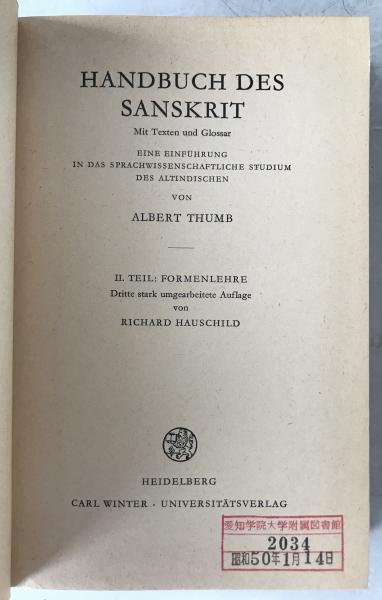 HANDBUCH DES
SANSKRIT
Mit Texten und Glossar
EINE EINFÜHRUNG
IN DAS SPRACHWISSENSCHAFTLICHE STUDIUM
DES ALTINDISCHEN
VON
ALBERT THUMB
II. TEIL: FORMENLEHRE
Dritte stark umgearbeitete Auflage
von
RICHARD HAUSCHILD
HEIDELBERG
CARL WINTER · UNIVERSITÄTSVERLAG
愛知学院大学附属図書館
2034
昭和50年1月14日